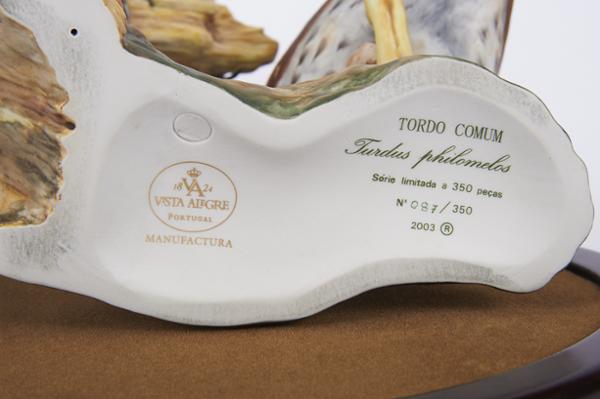 18 VA 24
VISTA ALEGRE
PORTUGAL
MANUFACTURA
TORDO COMUM
Turdus philomelos
Série limitada a 350 peças
Nº 087/350
2003 ®